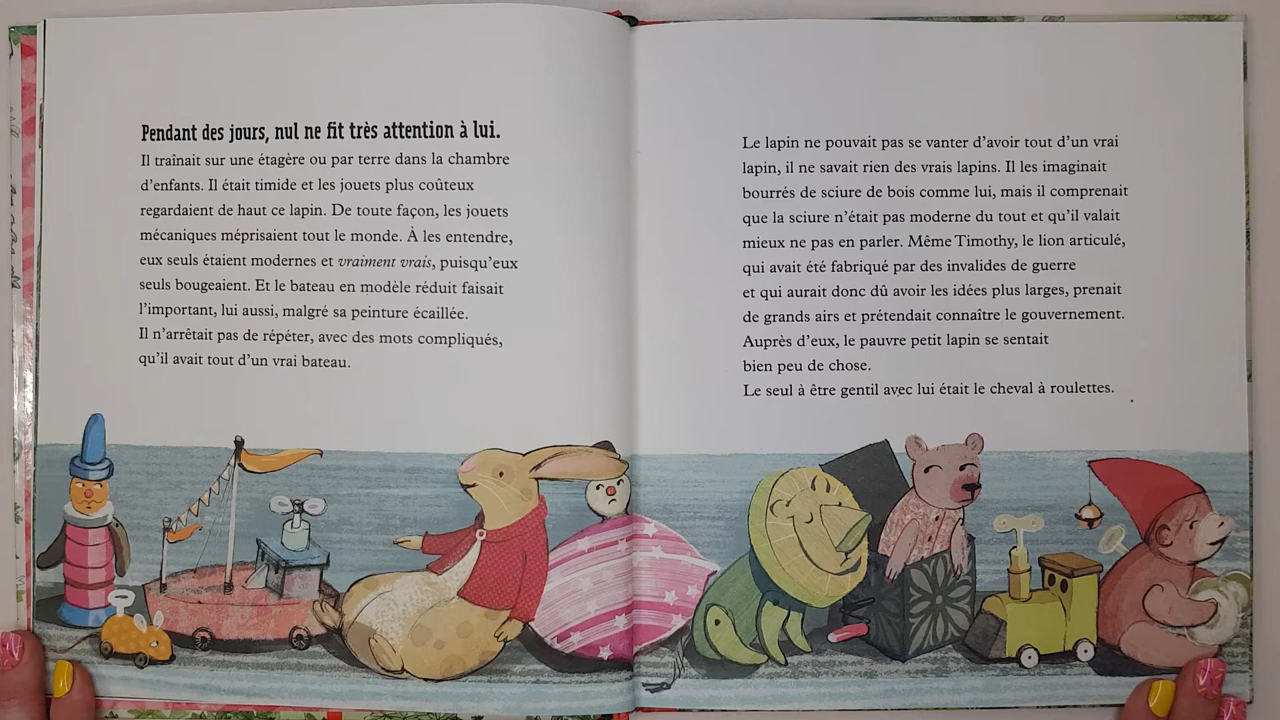 Pendant des jours, nul ne fit très attention à lui.
Il traînait sur une étagère ou par terre dans la chambre
d'enfants. Il était timide et les jouets plus coûteux
regardaient de haut ce lapin. De toute façon, les jouets
mécaniques méprisaient tout le monde. À les entendre,
eux seuls étaient modernes et vraiment vrais, puisqu'eux
seuls bougeaient. Et le bateau en modèle réduit faisait
l'important, lui aussi, malgré sa peinture écaillée.
Il n'arrêtait pas de répéter, avec des mots compliqués,
qu'il avait tout d'un vrai bateau.
Le lapin ne pouvait pas se vanter d'avoir tout d'un vrai
lapin, il ne savait rien des vrais lapins. Il les imaginait
bourrés de sciure de bois comme lui, mais il comprenait
que la sciure n'était pas moderne du tout et qu'il valait
mieux ne pas en parler. Même Timothy, le lion articulé,
qui avait été fabriqué par des invalides de guerre
et qui aurait donc dû avoir les idées plus larges, prenait
de grands airs et prétendait connaître le gouvernement.
Auprès d'eux, le pauvre petit lapin se sentait
bien peu de chose.
Le seul à être gentil avec lui était le cheval à roulettes.